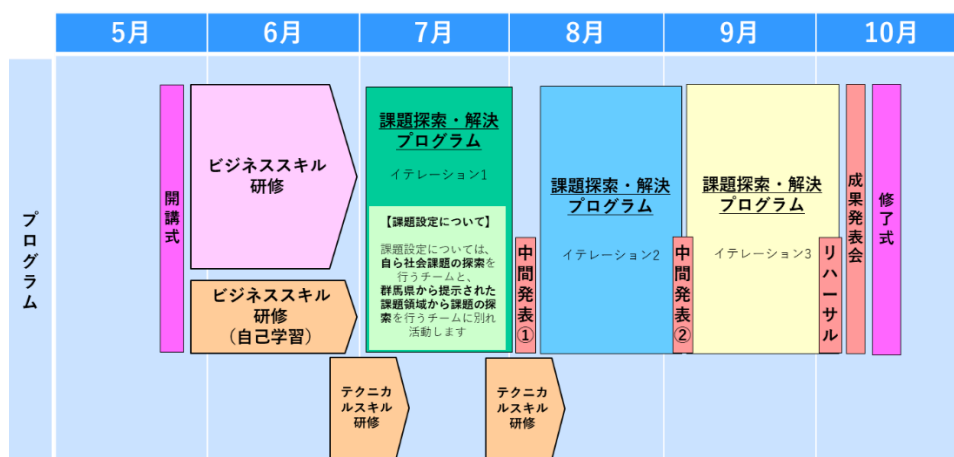 5月
6月
7月
8月
9月
10月
プログラム
開講式
ビジネススキル
研修
ビジネススキル
研修
（自己学習）
テクニカ
ルスキル
研修
課題探索・解決
プログラム
イテレーション1
【課題設定について】
課題設定については、
自ら社会課題の探索を
行うチームと、
群馬県から提示された
課題領域から課題の探
索を行うチームに別れ
活動します
中間発表①
テクニカ
ルスキル
研修
課題探索・解決
プログラム
イテレーション2
中間発表②
課題探索・解決
プログラム
イテレーション3
リハーサル
成果発表会
修了式